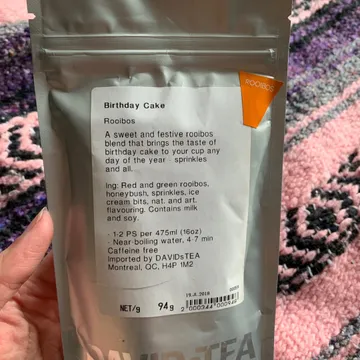 ROOIBOS
Birthday Cake
Rooibos
A sweet and festive rooibos
blend that brings the taste of
birthday cake to your cup any
day of the year - sprinkles
and all...
Ing: Red and green rooibos,
honeybush, sprinkles, ice
cream bits, nat. and art.
flavouring. Contains milk
and soy.
- 1-2 PS per 475ml (16oz)
- Near-boiling water, 4-7 min
Caffeine free
Imported by DAVIDsTEA
Montreal, QC, H4P 1M2
NET/g 94g
DAVIDsTEA